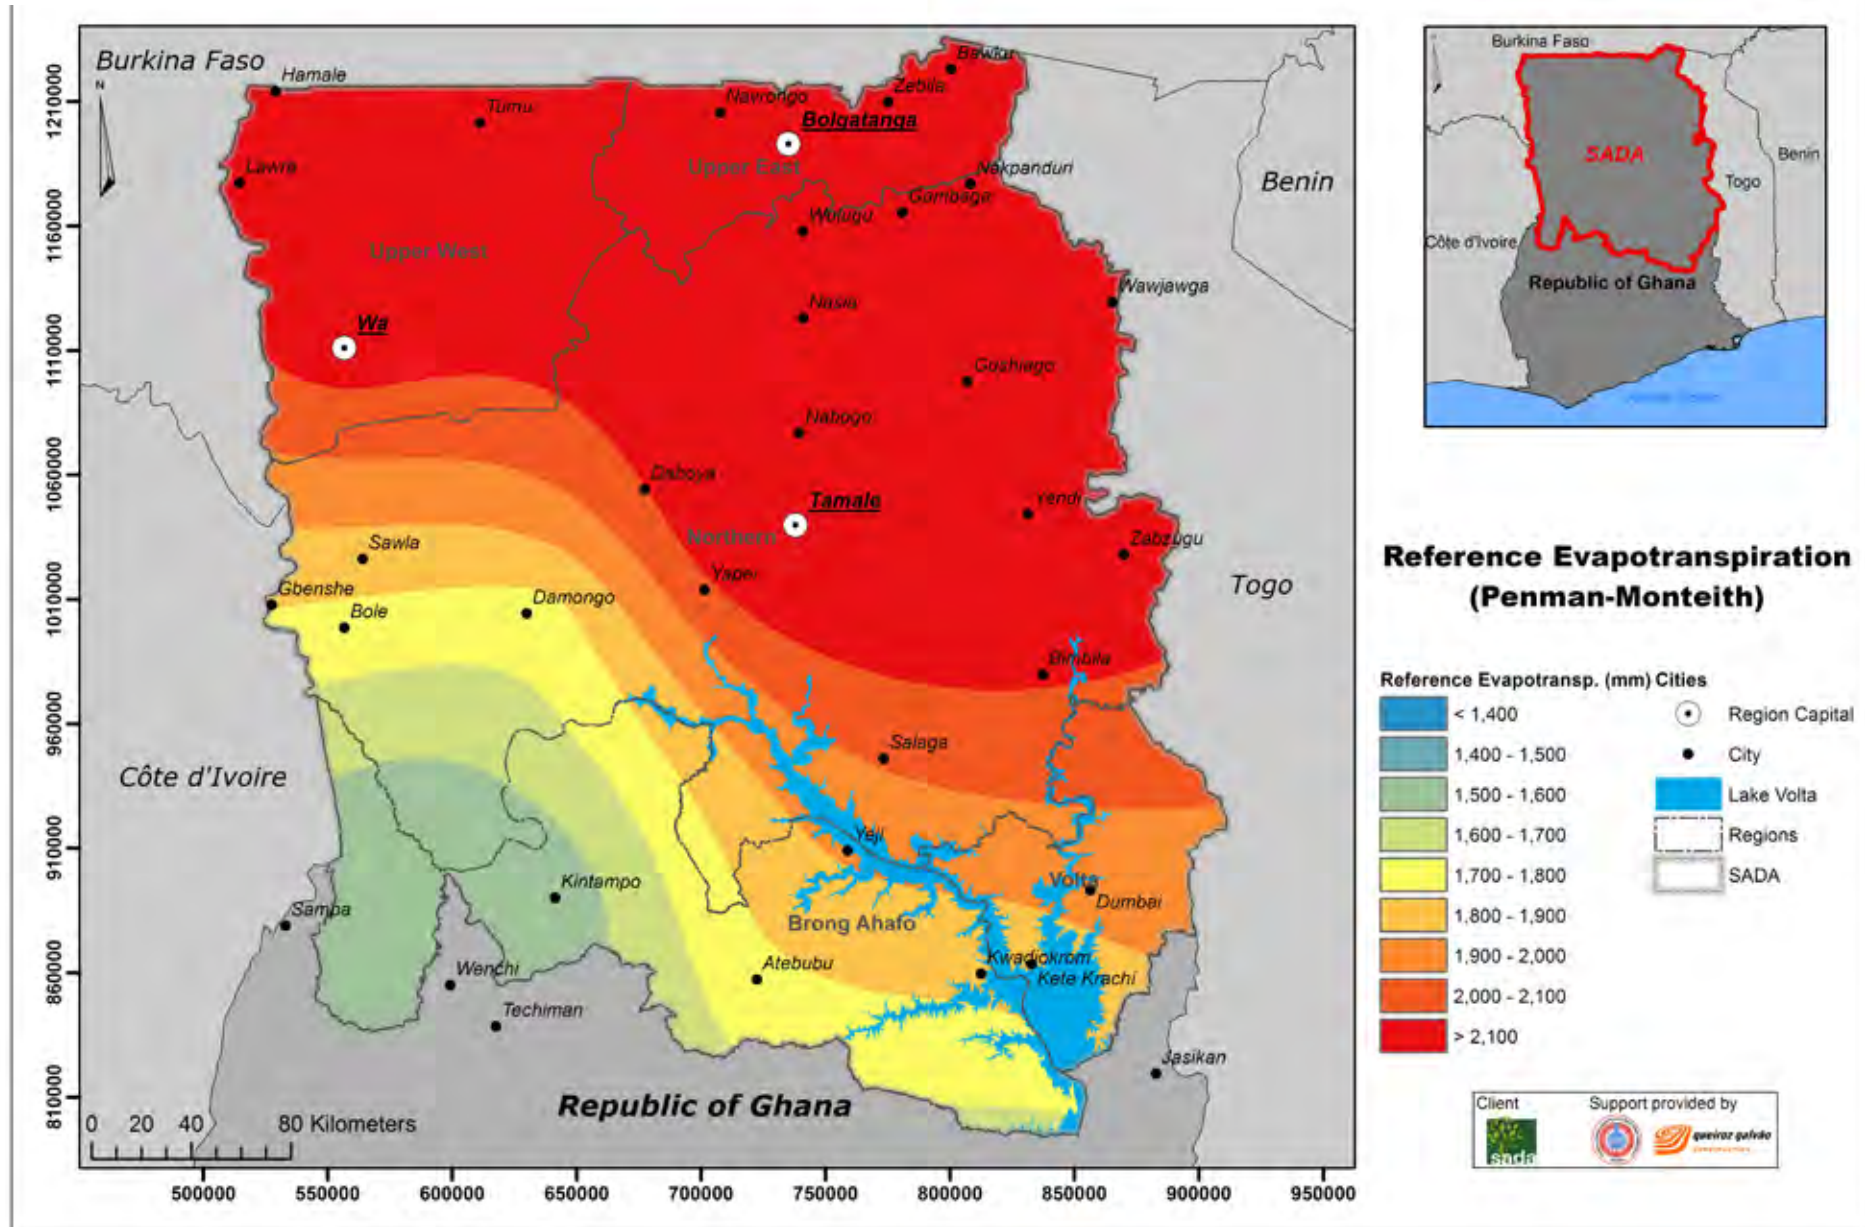 Burkina Faso
N
Hamale
Tumu
Navrongo
Zebila
Bawku
Bolgatanga
Lawra
Upper East
Nakpanduri
Gambaga
Wulugu
Upper West
Benin
Wawjawga
Nasia
Wa
Gushiago
Nabogo
Daboya
Tamale
Yendi
Northern
Zabzugu
Sawla
Yapei
Togo
Gbenshe
Bole
Damongo
Bimbila
Salaga
Côte d'Ivoire
Yeji
Volta
Dumbai
Kintampo
Sampa
Brong Ahafo
Atebubu
Kwadjokrom
Kete Krachi
Wenchi
Techiman
Jasikan
Republic of Ghana
0 20 40 80 Kilometers
1210000
1160000
1110000
1060000
1010000
960000
910000
860000
810000
500000 550000 600000 650000 700000 750000 800000 850000 900000 950000
Burkina Faso
SADA
Benin
Togo
Côte d'Ivoire
Republic of Ghana
Reference Evapotranspiration
(Penman-Monteith)
Reference Evapotransp. (mm) Cities
< 1,400
1,400 - 1,500
1,500 - 1,600
1,600 - 1,700
1,700 - 1,800
1,800 - 1,900
1,900 - 2,000
2,000 - 2,100
> 2,100
Region Capital
City
Lake Volta
Regions
SADA
Client
Support provided by
sada
queiroz galvão